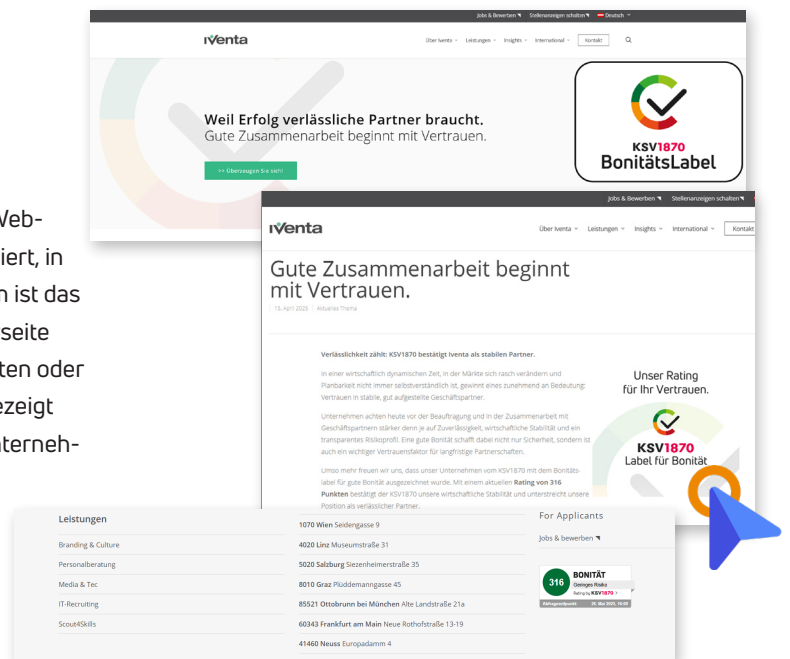 Jobs & Bewerben
Stellenanzeigen schalten
Deutsch
iventa
Über Iventa
Leistungen
Insights
International
Kontakt
Weil Erfolg verlässliche Partner braucht.
Gute Zusammenarbeit beginnt mit Vertrauen.
>> Überzeugen Sie sich!
KSV1870
BonitätsLabel
Web-
iert, in
n ist das
seite
ten oder
ezeigt
nterneh-
Jobs & Bewerben
Stellenanzeigen schalten
iventa
Über Iventa
Leistungen
Insights
International
Kontakt
Gute Zusammenarbeit beginnt
mit Vertrauen.
15. April 2025 | Aktuelles Thema
Verlässlichkeit zählt: KSV1870 bestätigt Iventa als stabilen Partner.
In einer wirtschaftlich dynamischen Zeit, in der Märkte sich rasch verändern und
Planbarkeit nicht immer selbstverständlich ist, gewinnt eines zunehmend an Bedeutung:
Vertrauen in stabile, gut aufgestellte Geschäftspartner.
Unternehmen achten heute vor der Beauftragung und in der Zusammenarbeit mit
Geschäftspartnern stärker denn je auf Zuverlässigkeit, wirtschaftliche Stabilität und ein
transparentes Risikoprofil. Eine gute Bonität schafft dabei nicht nur Sicherheit, sondern ist
auch ein wichtiger Vertrauensfaktor für langfristige Partnerschaften.
Umso mehr freuen wir uns, dass unser Unternehmen vom KSV1870 mit dem Bonitäts-
label für gute Bonität ausgezeichnet wurde. Mit einem aktuellen Rating von 316
Punkten bestätigt der KSV1870 unsere wirtschaftliche Stabilität und unterstreicht unsere
Position als verlässlicher Partner.
Unser Rating
für Ihr Vertrauen.
KSV1870
Label für Bonität
Leistungen
Branding & Culture
Personalberatung
Media & Tec
IT-Recruiting
Scout4Skills
1070 Wien Seidengasse 9
4020 Linz Museumstraße 31
5020 Salzburg Siezenheimerstraße 35
8010 Graz Plüddemanngasse 45
85521 Ottobrunn bei München Alte Landstraße 21a
60343 Frankfurt am Main Neue Rothofstraße 13-19
41460 Neuss Europadamm 4
For Applicants
Jobs & bewerben
316
BONITÄT
Geringes Risiko
Rating by KSV1870 >
Abfragezeitpunkt